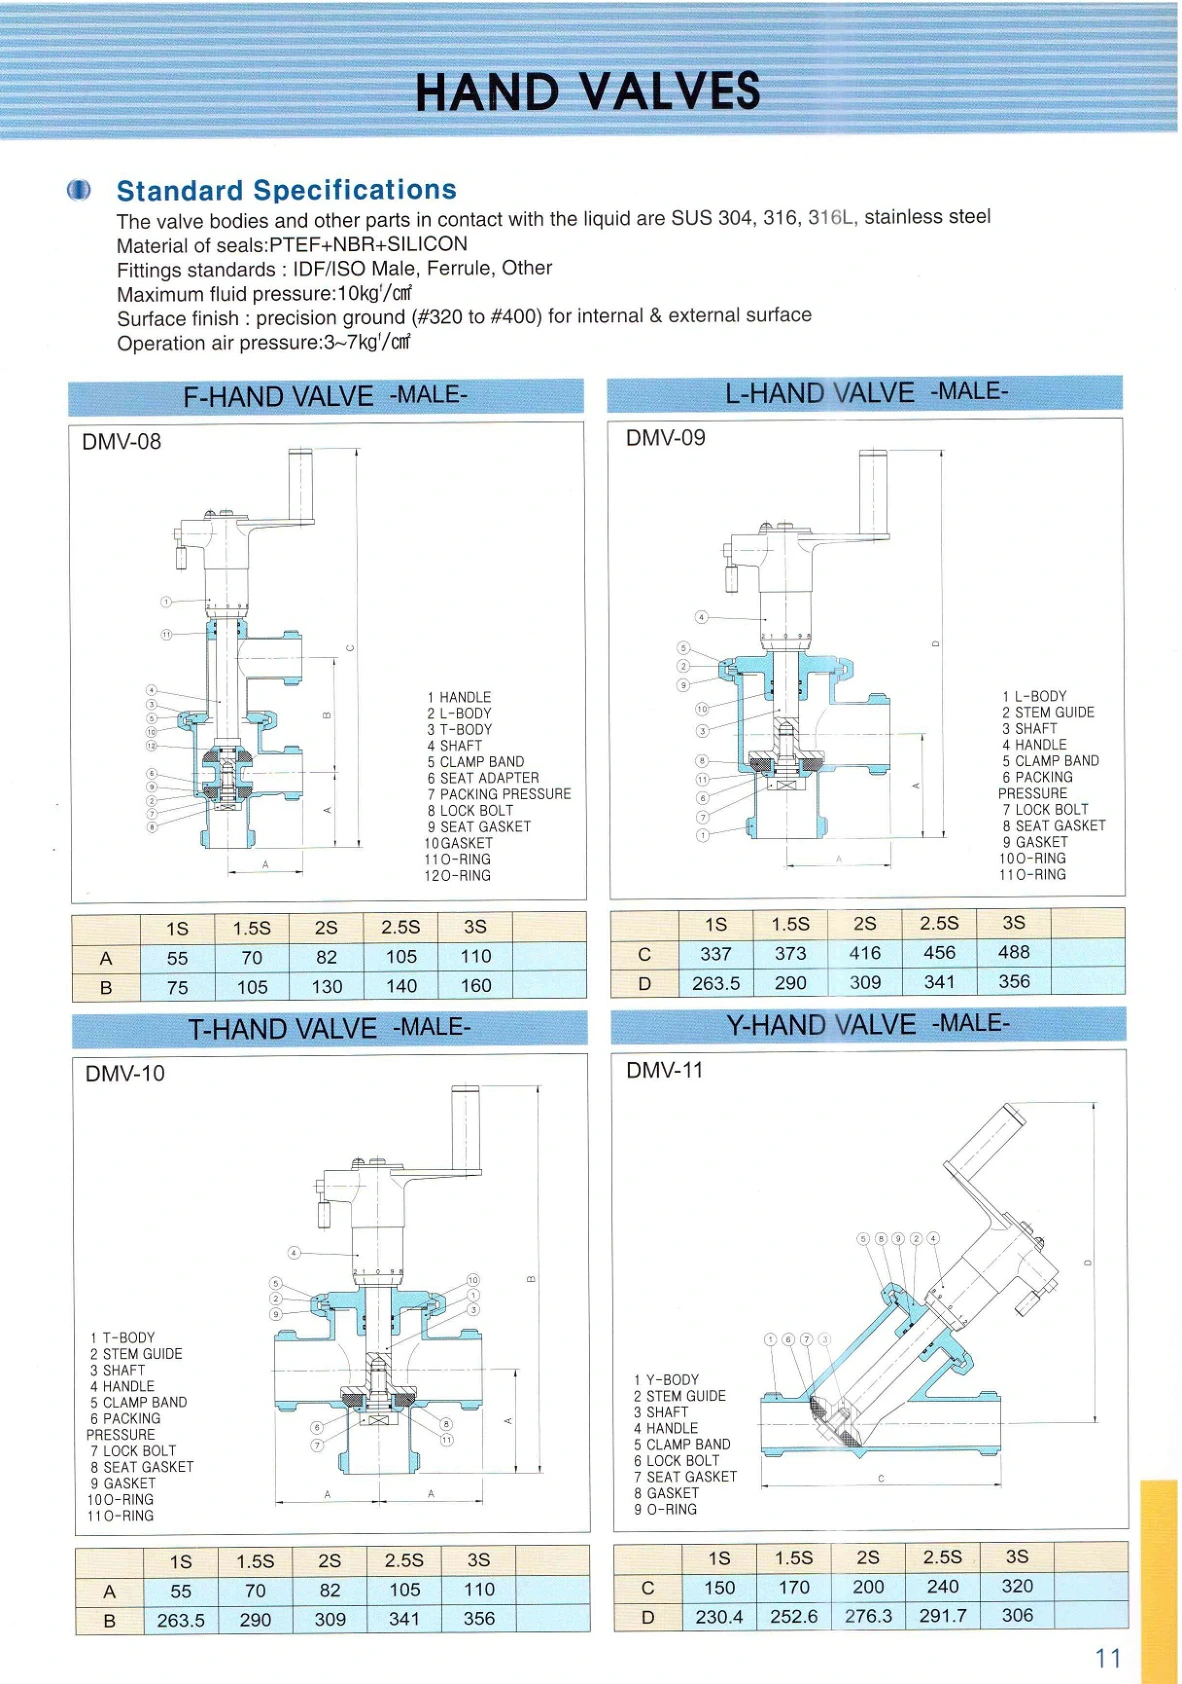 HAND VALVES
Standard Specifications
The valve bodies and other parts in contact with the liquid are SUS 304, 316, 316L, stainless steel
Material of seals:PTEF+NBR+SILICON
Fittings standards : IDF/ISO Male, Ferrule, Other
Maximum fluid pressure:10kgf/㎠
Surface finish : precision ground (#320 to #400) for internal & external surface
Operation air pressure:3~7kgf/㎠
F-HAND VALVE -MALE-
DMV-08
1 HANDLE
2 L-BODY
3 T-BODY
4 SHAFT
5 CLAMP BAND
6 SEAT ADAPTER
7 PACKING PRESSURE
8 LOCK BOLT
9 SEAT GASKET
10GASKET
11O-RING
12O-RING
1S 1.5S 2S 2.5S 3S
A 55 70 82 105 110
B 75 105 130 140 160
L-HAND VALVE -MALE-
DMV-09
1 L-BODY
2 STEM GUIDE
3 SHAFT
4 HANDLE
5 CLAMP BAND
6 PACKING
PRESSURE
7 LOCK BOLT
8 SEAT GASKET
9 GASKET
10O-RING
11O-RING
1S 1.5S 2S 2.5S 3S
C 337 373 416 456 488
D 263.5 290 309 341 356
T-HAND VALVE -MALE-
DMV-10
1 T-BODY
2 STEM GUIDE
3 SHAFT
4 HANDLE
5 CLAMP BAND
6 PACKING
PRESSURE
7 LOCK BOLT
8 SEAT GASKET
9 GASKET
10O-RING
11O-RING
1S 1.5S 2S 2.5S 3S
A 55 70 82 105 110
B 263.5 290 309 341 356
Y-HAND VALVE -MALE-
DMV-11
1 Y-BODY
2 STEM GUIDE
3 SHAFT
4 HANDLE
5 CLAMP BAND
6 LOCK BOLT
7 SEAT GASKET
8 GASKET
9 O-RING
1S 1.5S 2S 2.5S 3S
C 150 170 200 240 320
D 230.4 252.6 276.3 291.7 306
11